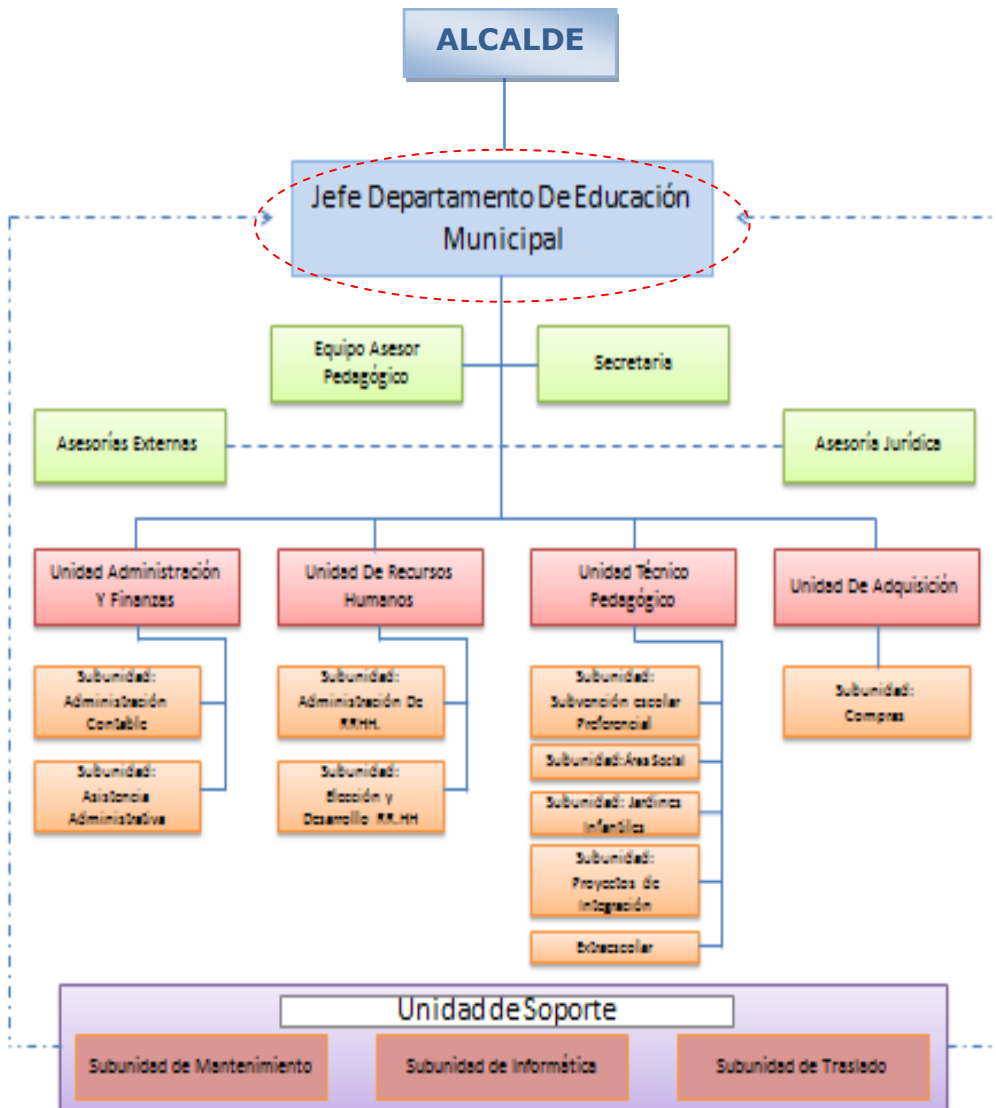 ALCALDE
Jefe Departamento De Educación
Municipal
Equipo Asesor
Pedagógico
Secretaria
Asesorías Externas
Asesoría Jurídica
Unidad Administración
Y Finanzas
Unidad De Recursos
Humanos
Unidad Técnico
Pedagógico
Unidad De Adquisición
Subunidad:
Administración
Contable
Subunidad:
Asistencia
Administrativa
Subunidad:
Administración De
RRHH.
Subunidad:
Elección y
Desarrollo RR.HH
Subunidad:
Subvención escolar
Preferencial
Subunidad: Área Social
Subunidad: Jardines
Infantiles
Subunidad:
Proyectos de
Integración
Extraescolar
Subunidad:
Compras
Unidad de Soporte
Subunidad de Mantenimiento
Subunidad de Informática
Subunidad de Traslado